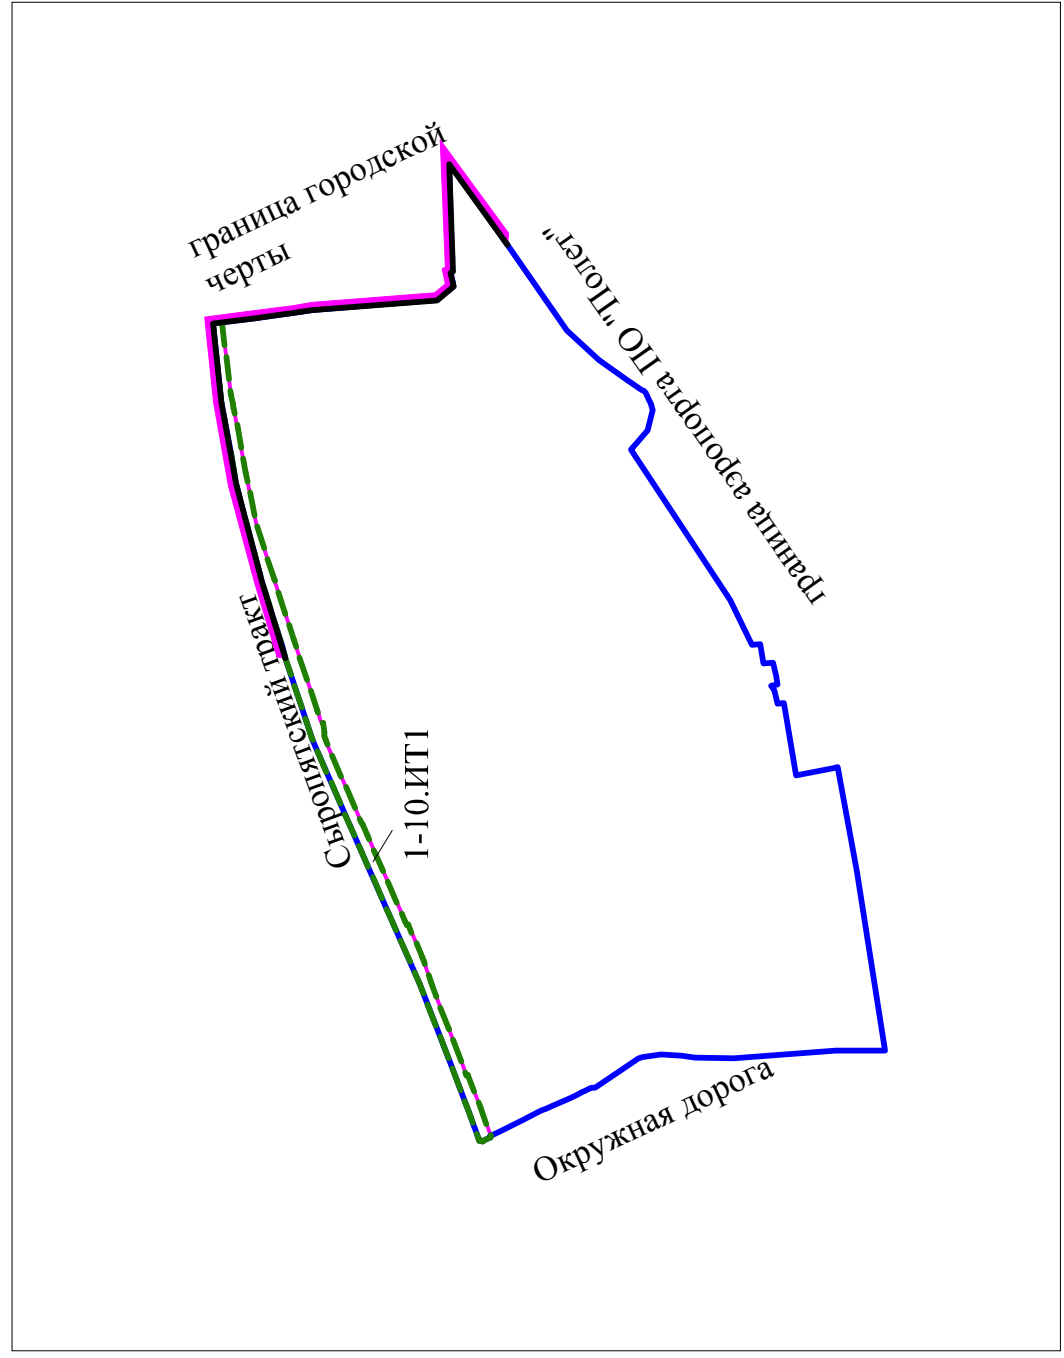 граница городской
черты
граница аэропорта ПО "Полет"
Сыропятский тракт
1-10.ИТ1
Окружная дорога